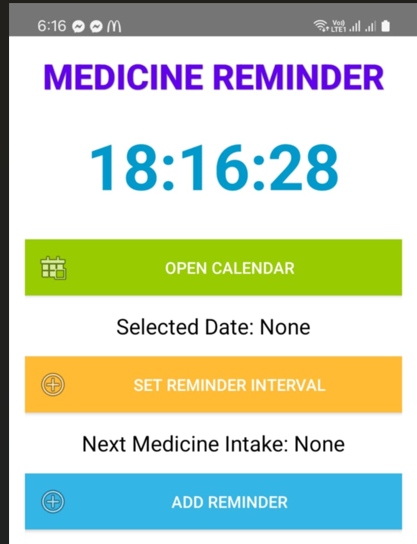 6:16
Vo)
LTE1
MEDICINE REMINDER
18:16:28
OPEN CALENDAR
Selected Date: None
SET REMINDER INTERVAL
Next Medicine Intake: None
ADD REMINDER